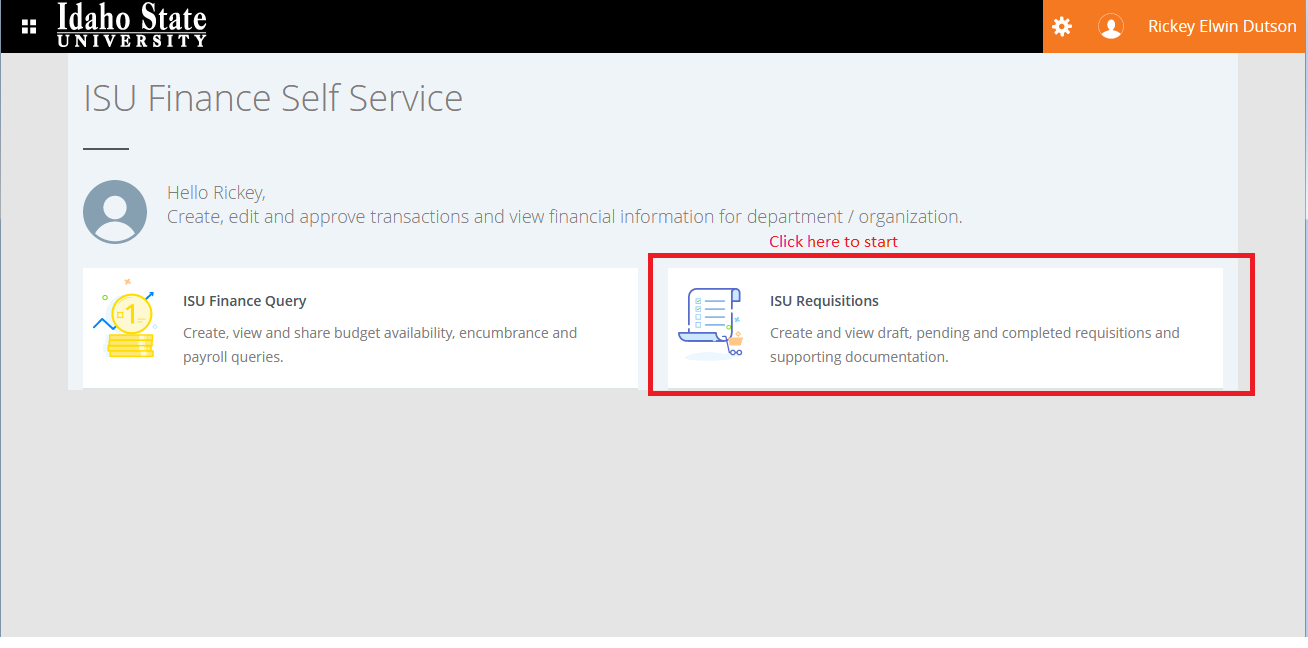 Idaho State
UNIVERSITY
Rickey Elwin Dutson
ISU Finance Self Service
Hello Rickey,
Create, edit and approve transactions and view financial information for department / organization.
Click here to start
ISU Finance Query
Create, view and share budget availability, encumbrance and
payroll queries.
1
ISU Requisitions
Create and view draft, pending and completed requisitions and
supporting documentation.